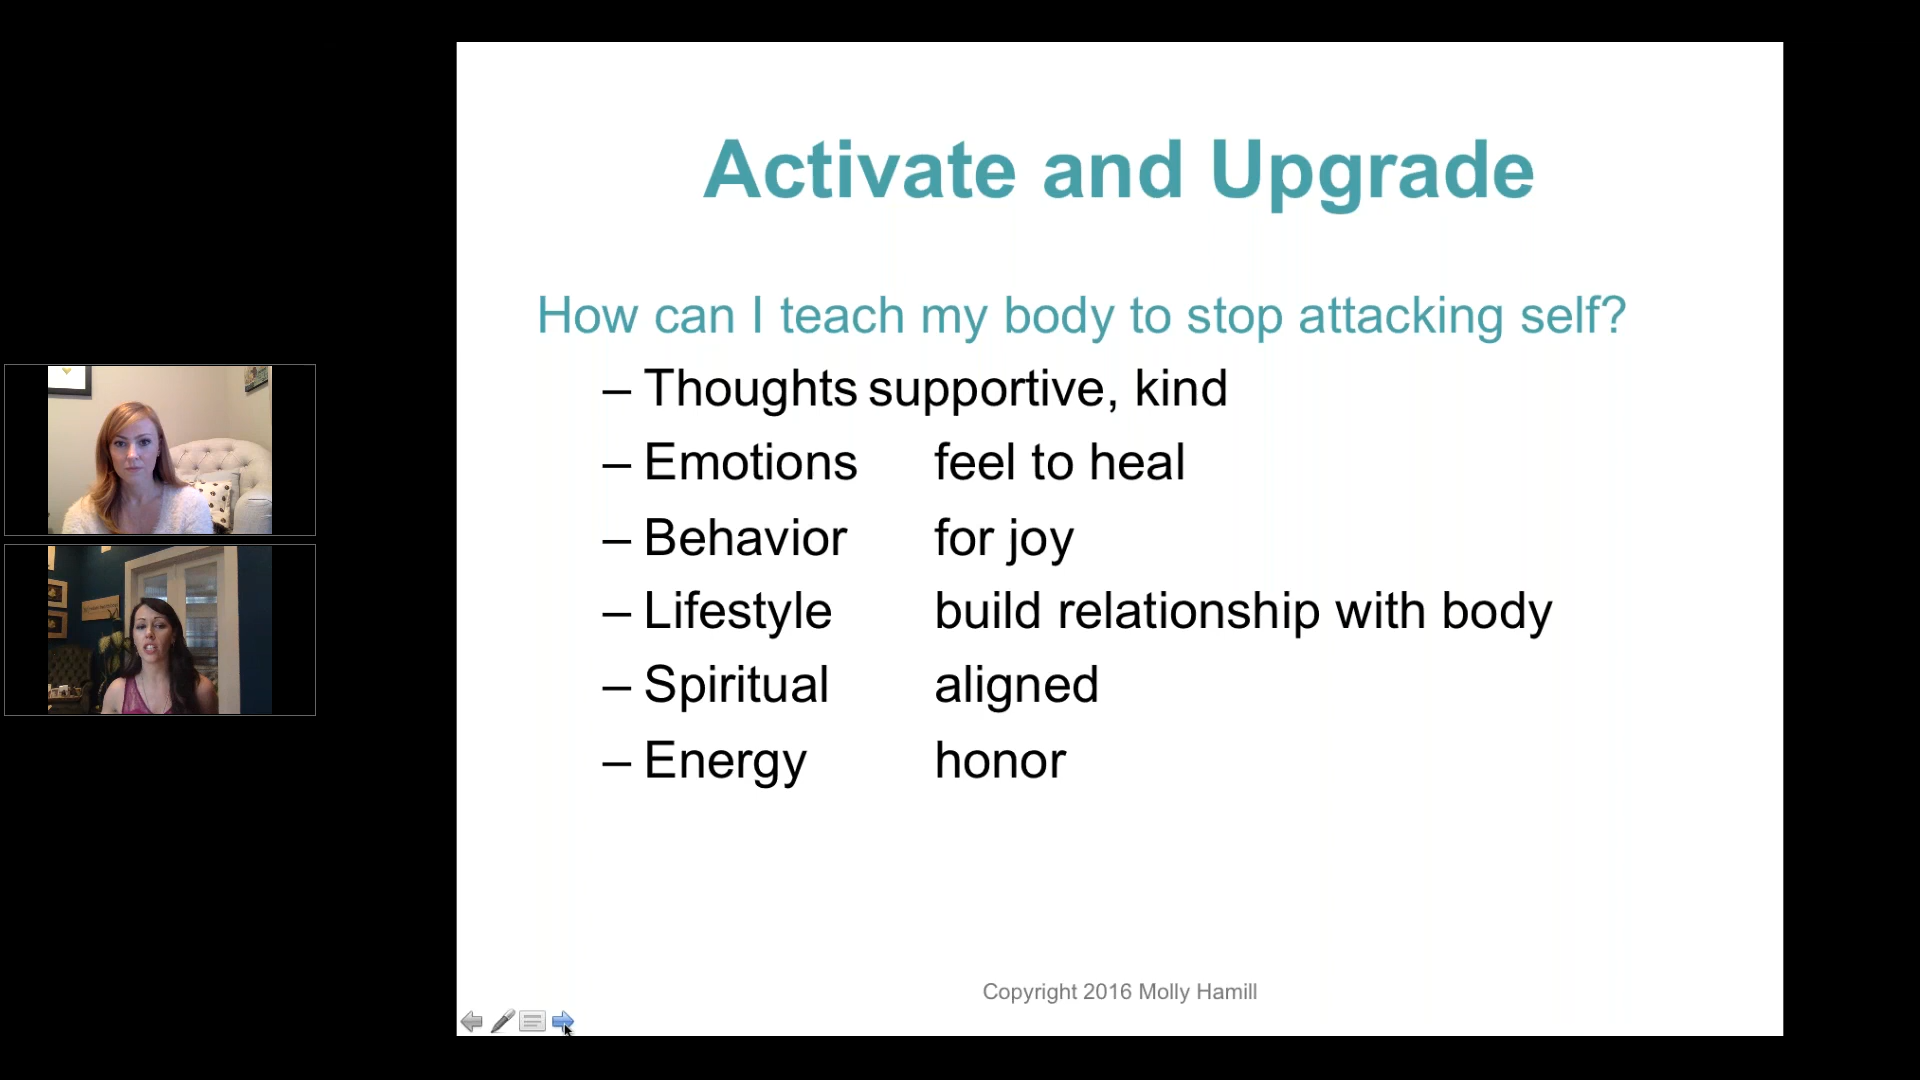 Activate and Upgrade
How can I teach my body to stop attacking self?
– Thoughts supportive, kind
– Emotions feel to heal
– Behavior for joy
– Lifestyle build relationship with body
– Spiritual aligned
– Energy honor
Copyright 2016 Molly Hamill